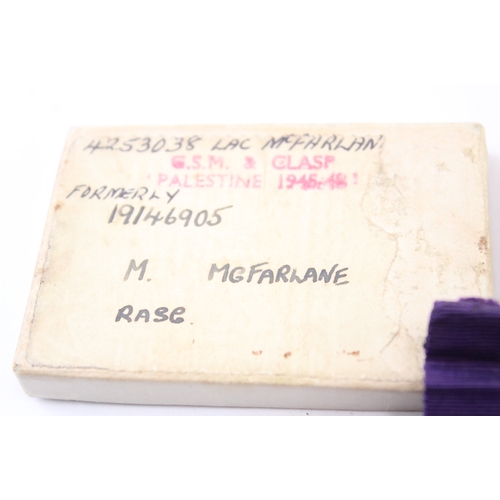 4253038 LAC MCFARLAN
G.S.M. & CLASP
"PALESTINE 1945-48"
FORMERLY
19146905
M. MCFARLANE
RASC.